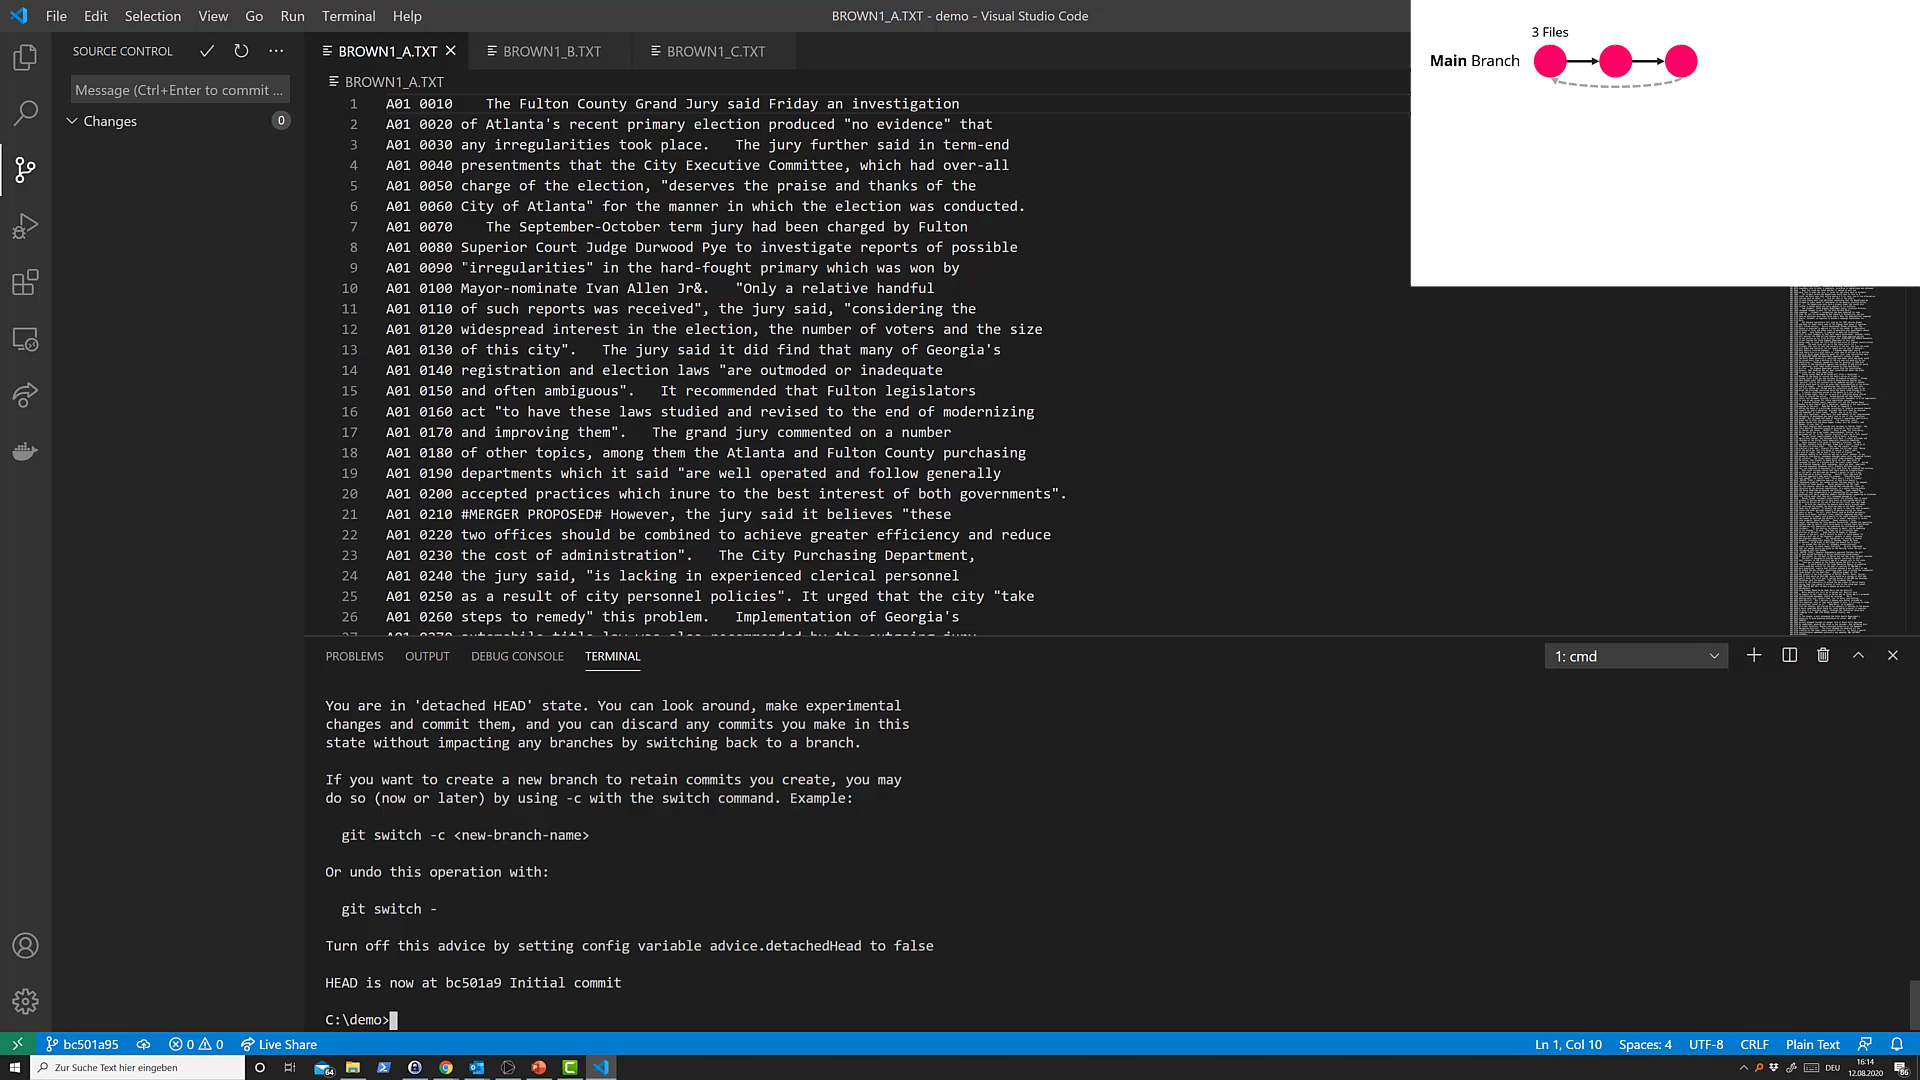 File Edit Selection View Go Run Terminal Help
BROWN1_A.TXT - demo - Visual Studio Code
3 Files
Main Branch
SOURCE CONTROL
BROWN1_A.TXT BROWN1_B.TXT BROWN1_C.TXT
BROWN1_A.TXT
Message (Ctrl+Enter to commit ...
Changes 0
1 A01 0010 The Fulton County Grand Jury said Friday an investigation
2 A01 0020 of Atlanta's recent primary election produced "no evidence" that
3 A01 0030 any irregularities took place. The jury further said in term-end
4 A01 0040 presentments that the City Executive Committee, which had over-all
5 A01 0050 charge of the election, "deserves the praise and thanks of the
6 A01 0060 City of Atlanta" for the manner in which the election was conducted.
7 A01 0070 The September-October term jury had been charged by Fulton
8 A01 0080 Superior Court Judge Durwood Pye to investigate reports of possible
9 A01 0090 "irregularities" in the hard-fought primary which was won by
10 A01 0100 Mayor-nominate Ivan Allen Jr&. "Only a relative handful
11 A01 0110 of such reports was received", the jury said, "considering the
12 A01 0120 widespread interest in the election, the number of voters and the size
13 A01 0130 of this city". The jury said it did find that many of Georgia's
14 A01 0140 registration and election laws "are outmoded or inadequate
15 A01 0150 and often ambiguous". It recommended that Fulton legislators
16 A01 0160 act "to have these laws studied and revised to the end of modernizing
17 A01 0170 and improving them". The grand jury commented on a number
18 A01 0180 of other topics, among them the Atlanta and Fulton County purchasing
19 A01 0190 departments which it said "are well operated and follow generally
20 A01 0200 accepted practices which inure to the best interest of both governments".
21 A01 0210 #MERGER PROPOSED# However, the jury said it believes "these
22 A01 0220 two offices should be combined to achieve greater efficiency and reduce
23 A01 0230 the cost of administration". The City Purchasing Department,
24 A01 0240 the jury said, "is lacking in experienced clerical personnel
25 A01 0250 as a result of city personnel policies". It urged that the city "take
26 A01 0260 steps to remedy" this problem. Implementation of Georgia's
27 A01 0270 automobile title law was also recommended by the outgoing jury
PROBLEMS OUTPUT DEBUG CONSOLE TERMINAL 1: cmd
You are in 'detached HEAD' state. You can look around, make experimental
changes and commit them, and you can discard any commits you make in this
state without impacting any branches by switching back to a branch.
If you want to create a new branch to retain commits you create, you may
do so (now or later) by using -c with the switch command. Example:
git switch -c <new-branch-name>
Or undo this operation with:
git switch -
Turn off this advice by setting config variable advice.detachedHead to false
HEAD is now at bc501a9 Initial commit
C:\demo>
bc501a95 0 0 Live Share Ln 1, Col 10 Spaces: 4 UTF-8 CRLF Plain Text
Zur Suche Text hier eingeben 64 DEU 16:14
12.08.2020